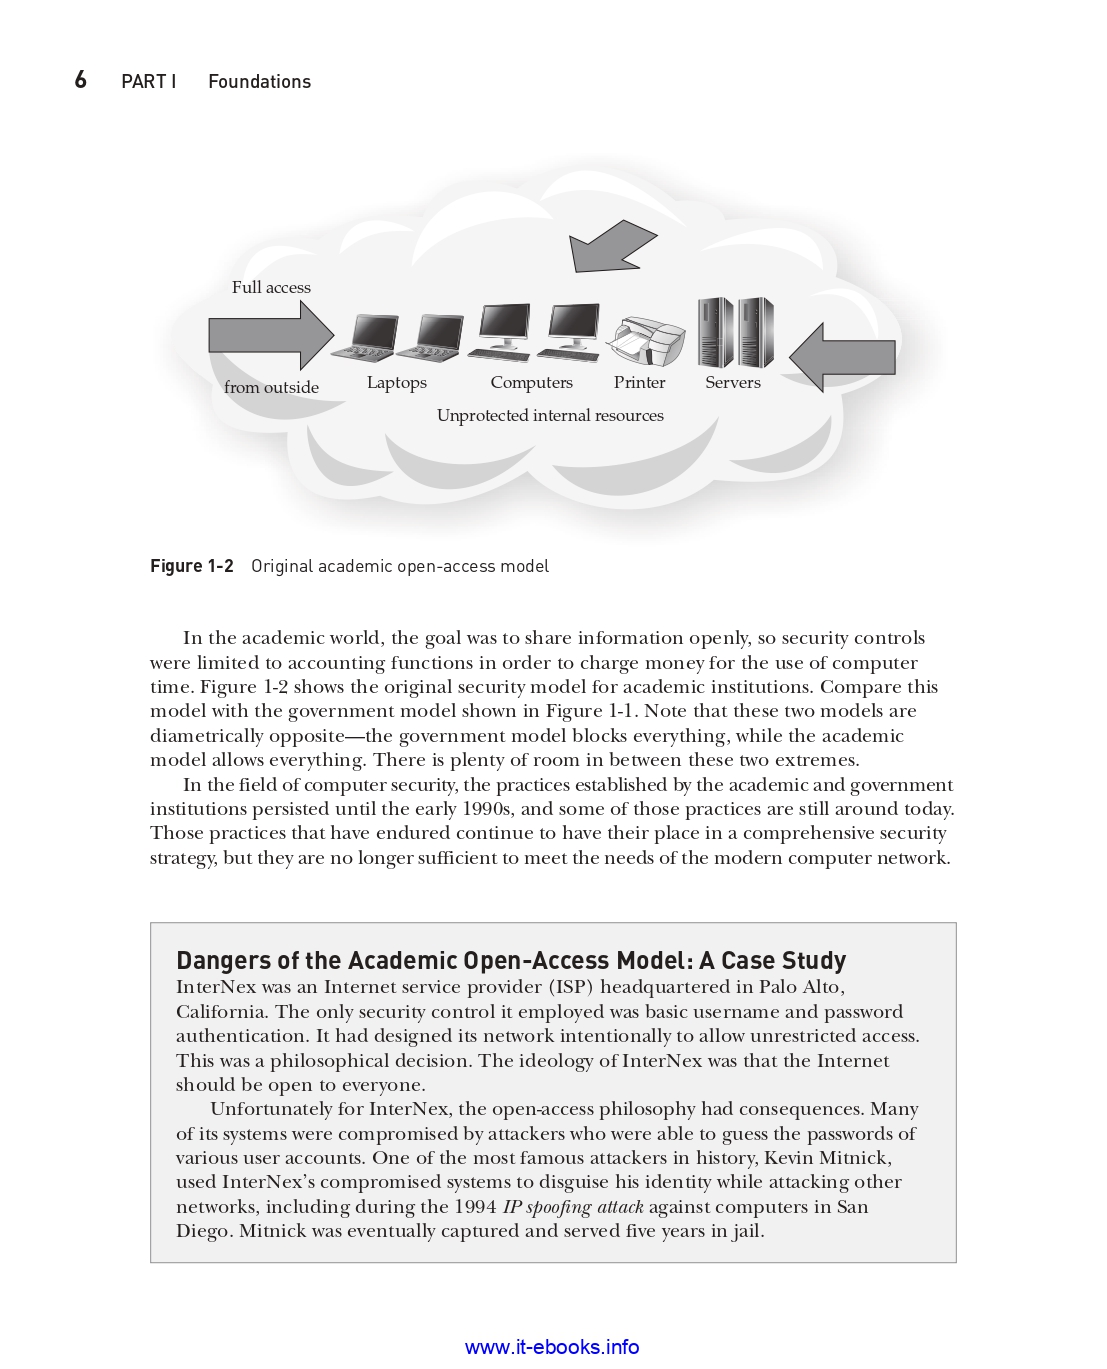 6 PART I Foundations
Full access
from outside
Laptops Computers Printer Servers
Unprotected internal resources
Figure 1-2 Original academic open-access model
In the academic world, the goal was to share information openly, so security controls
were limited to accounting functions in order to charge money for the use of computer
time. Figure 1-2 shows the original security model for academic institutions. Compare this
model with the government model shown in Figure 1-1. Note that these two models are
diametrically opposite—the government model blocks everything, while the academic
model allows everything. There is plenty of room in between these two extremes.
In the field of computer security, the practices established by the academic and government
institutions persisted until the early 1990s, and some of those practices are still around today.
Those practices that have endured continue to have their place in a comprehensive security
strategy, but they are no longer sufficient to meet the needs of the modern computer network.
Dangers of the Academic Open-Access Model: A Case Study
InterNex was an Internet service provider (ISP) headquartered in Palo Alto,
California. The only security control it employed was basic username and password
authentication. It had designed its network intentionally to allow unrestricted access.
This was a philosophical decision. The ideology of InterNex was that the Internet
should be open to everyone.
Unfortunately for InterNex, the open-access philosophy had consequences. Many
of its systems were compromised by attackers who were able to guess the passwords of
various user accounts. One of the most famous attackers in history, Kevin Mitnick,
used InterNex's compromised systems to disguise his identity while attacking other
networks, including during the 1994 IP spoofing attack against computers in San
Diego. Mitnick was eventually captured and served five years in jail.
www.it-ebooks.info